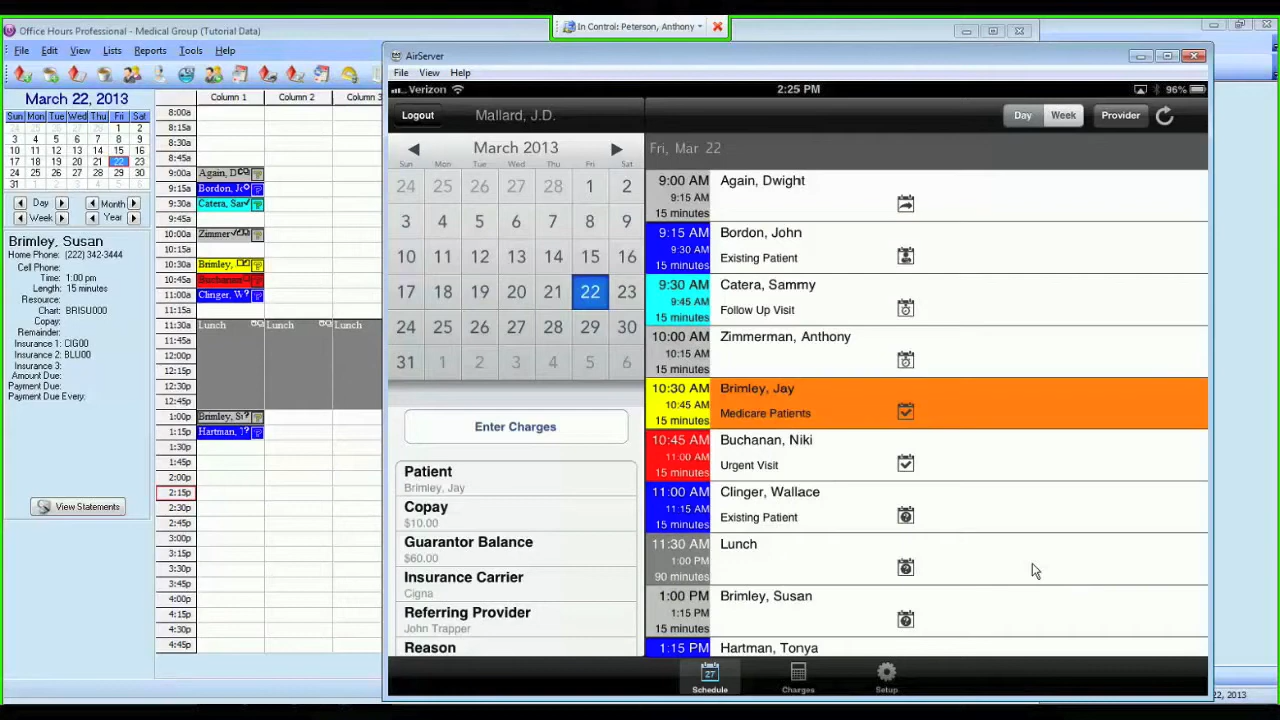 Office Hours Professional - Medical Group (Tutorial Data)
In Control: Peterson, Anthony
File Edit View Lists Reports Tools Help
March 22, 2013
Sun Mon Tue Wed Thu Fri Sat
24 25 26 27 28 1 2
3 4 5 6 7 8 9
10 11 12 13 14 15 16
17 18 19 20 21 22 23
24 25 26 27 28 29 30
31 1 2 3 4 5 6
Day Month
Week Year
Brimley, Susan
Home Phone: (222) 342-3444
Cell Phone:
Time: 1:00 pm
Length: 15 minutes
Resource:
Chart: BRISU000
Copay:
Remainder:
Insurance 1: CIG00
Insurance 2: BLU00
Insurance 3:
Amount Due:
Payment Due:
Payment Due Every:
View Statements
Column 1 Column 2 Column 3
8:00a
8:15a
8:30a
8:45a
9:00a Again, D
9:15a Bordon, Jo
9:30a Catera, Sar
9:45a
10:00a Zimmer
10:15a
10:30a Brimley,
10:45a Buchanan
11:00a Clinger, W
11:15a
11:30a Lunch Lunch Lunch
11:45a
12:00p
12:15p
12:30p
12:45p
1:00p Brimley, S
1:15p Hartman, T
1:30p
1:45p
2:00p
2:15p
2:30p
2:45p
3:00p
3:15p
3:30p
3:45p
4:00p
4:15p
4:30p
4:45p
AirServer
File View Help
Verizon 2:25 PM 96%
Logout Mallard, J.D. Day Week Provider
March 2013
Sun Mon Tue Wed Thu Fri Sat
24 25 26 27 28 1 2
3 4 5 6 7 8 9
10 11 12 13 14 15 16
17 18 19 20 21 22 23
24 25 26 27 28 29 30
31 1 2 3 4 5 6
Enter Charges
Patient
Brimley, Jay
Copay
$10.00
Guarantor Balance
$60.00
Insurance Carrier
Cigna
Referring Provider
John Trapper
Reason
Fri, Mar 22
9:00 AM Again, Dwight
9:15 AM
15 minutes
9:15 AM Bordon, John
9:30 AM Existing Patient
15 minutes
9:30 AM Catera, Sammy
9:45 AM Follow Up Visit
15 minutes
10:00 AM Zimmerman, Anthony
10:15 AM
15 minutes
10:30 AM Brimley, Jay
10:45 AM Medicare Patients
15 minutes
10:45 AM Buchanan, Niki
11:00 AM Urgent Visit
15 minutes
11:00 AM Clinger, Wallace
11:15 AM Existing Patient
15 minutes
11:30 AM Lunch
1:00 PM
90 minutes
1:00 PM Brimley, Susan
1:15 PM
15 minutes
1:15 PM Hartman, Tonya
27
Schedule Charges Setup
22, 2013